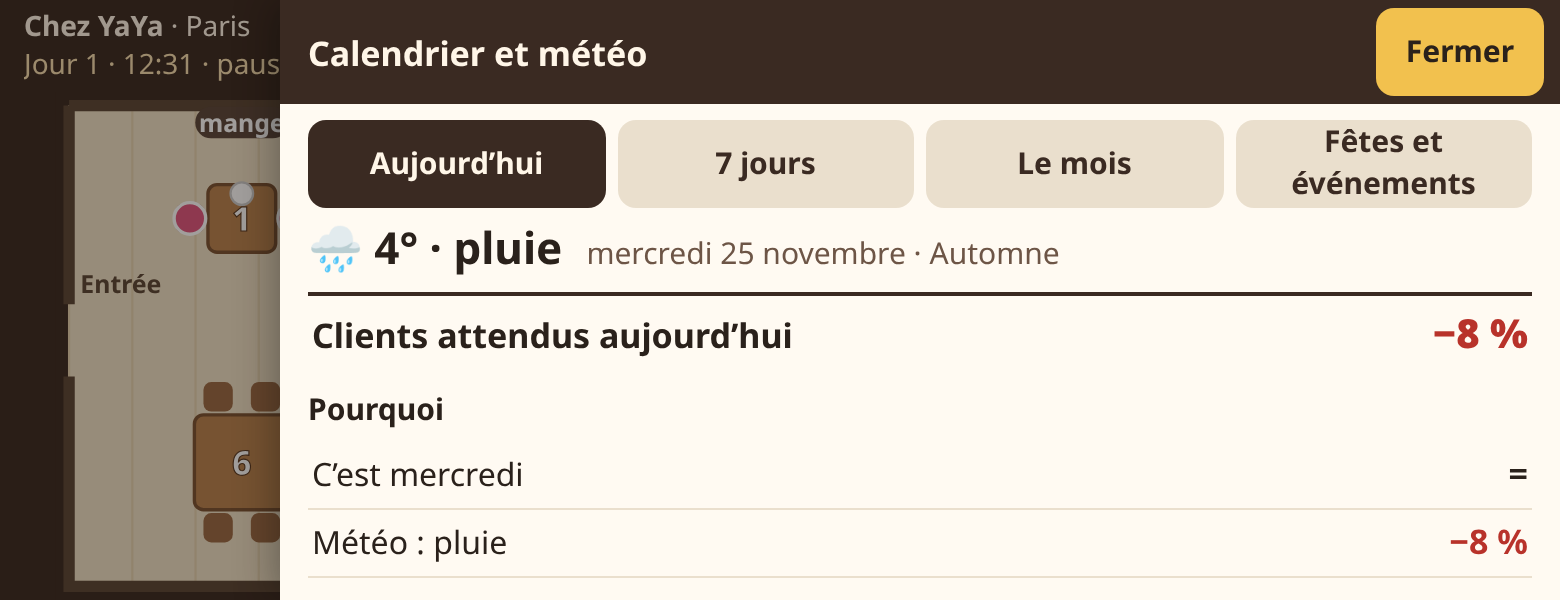 Chez YaYa · Paris
Jour 1 · 12:31 · paus
mange
1
Entrée
6
Calendrier et météo
Fermer
Aujourd’hui
7 jours
Le mois
Fêtes et
événements
4° · pluie mercredi 25 novembre · Automne
Clients attendus aujourd’hui −8 %
Pourquoi
C’est mercredi =
Météo : pluie −8 %